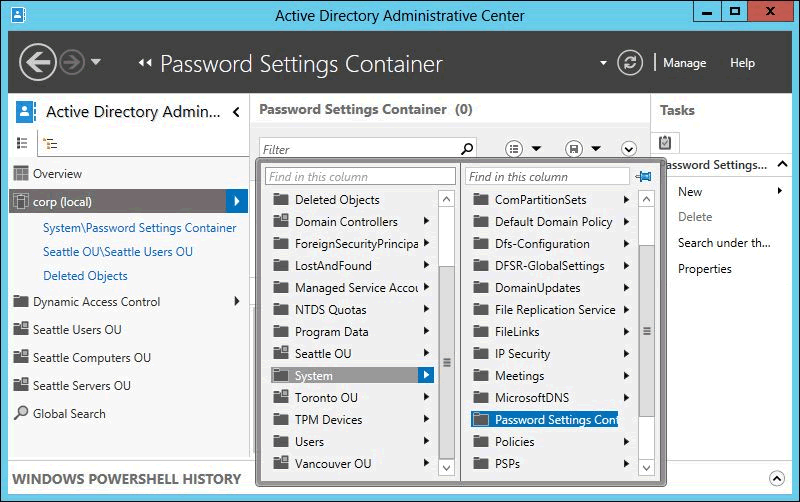 Active Directory Administrative Center
Password Settings Container
Manage
Help
Active Directory Admin...
Overview
corp (local)
System\Password Settings Container
Seattle OU\Seattle Users OU
Deleted Objects
Dynamic Access Control
Seattle Users OU
Seattle Computers OU
Seattle Servers OU
Global Search
Password Settings Container (0)
Filter
Find in this column
Deleted Objects
Domain Controllers
ForeignSecurityPrincipa
LostAndFound
Managed Service Accou
NTDS Quotas
Program Data
Seattle OU
System
Toronto OU
TPM Devices
Users
Vancouver OU
Find in this column
ComPartitionSets
Default Domain Policy
Dfs-Configuration
DFSR-GlobalSettings
DomainUpdates
File Replication Service
FileLinks
IP Security
Meetings
MicrosoftDNS
Password Settings Cont
Policies
PSPs
Tasks
assword Settings...
New
Delete
Search under th...
Properties
WINDOWS POWERSHELL HISTORY